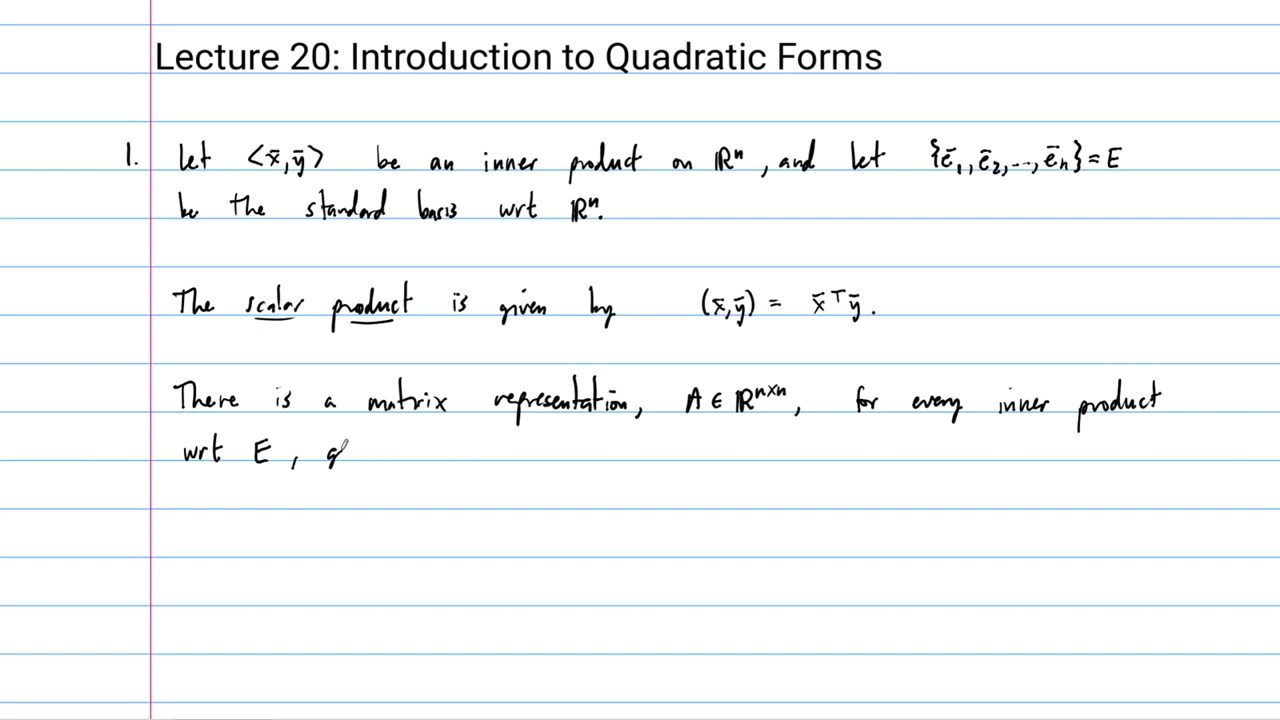 Lecture 20: Introduction to Quadratic Forms
1. Let <x̄,ȳ> be an inner product on ℝⁿ, and let {ē₁,ē₂,...,ēₙ}=E
be the standard basis wrt ℝⁿ.
The scalar product is given by (x̄,ȳ) = x̄ᵀȳ.
There is a matrix representation, A∈ℝⁿˣⁿ, for every inner product
wrt E,